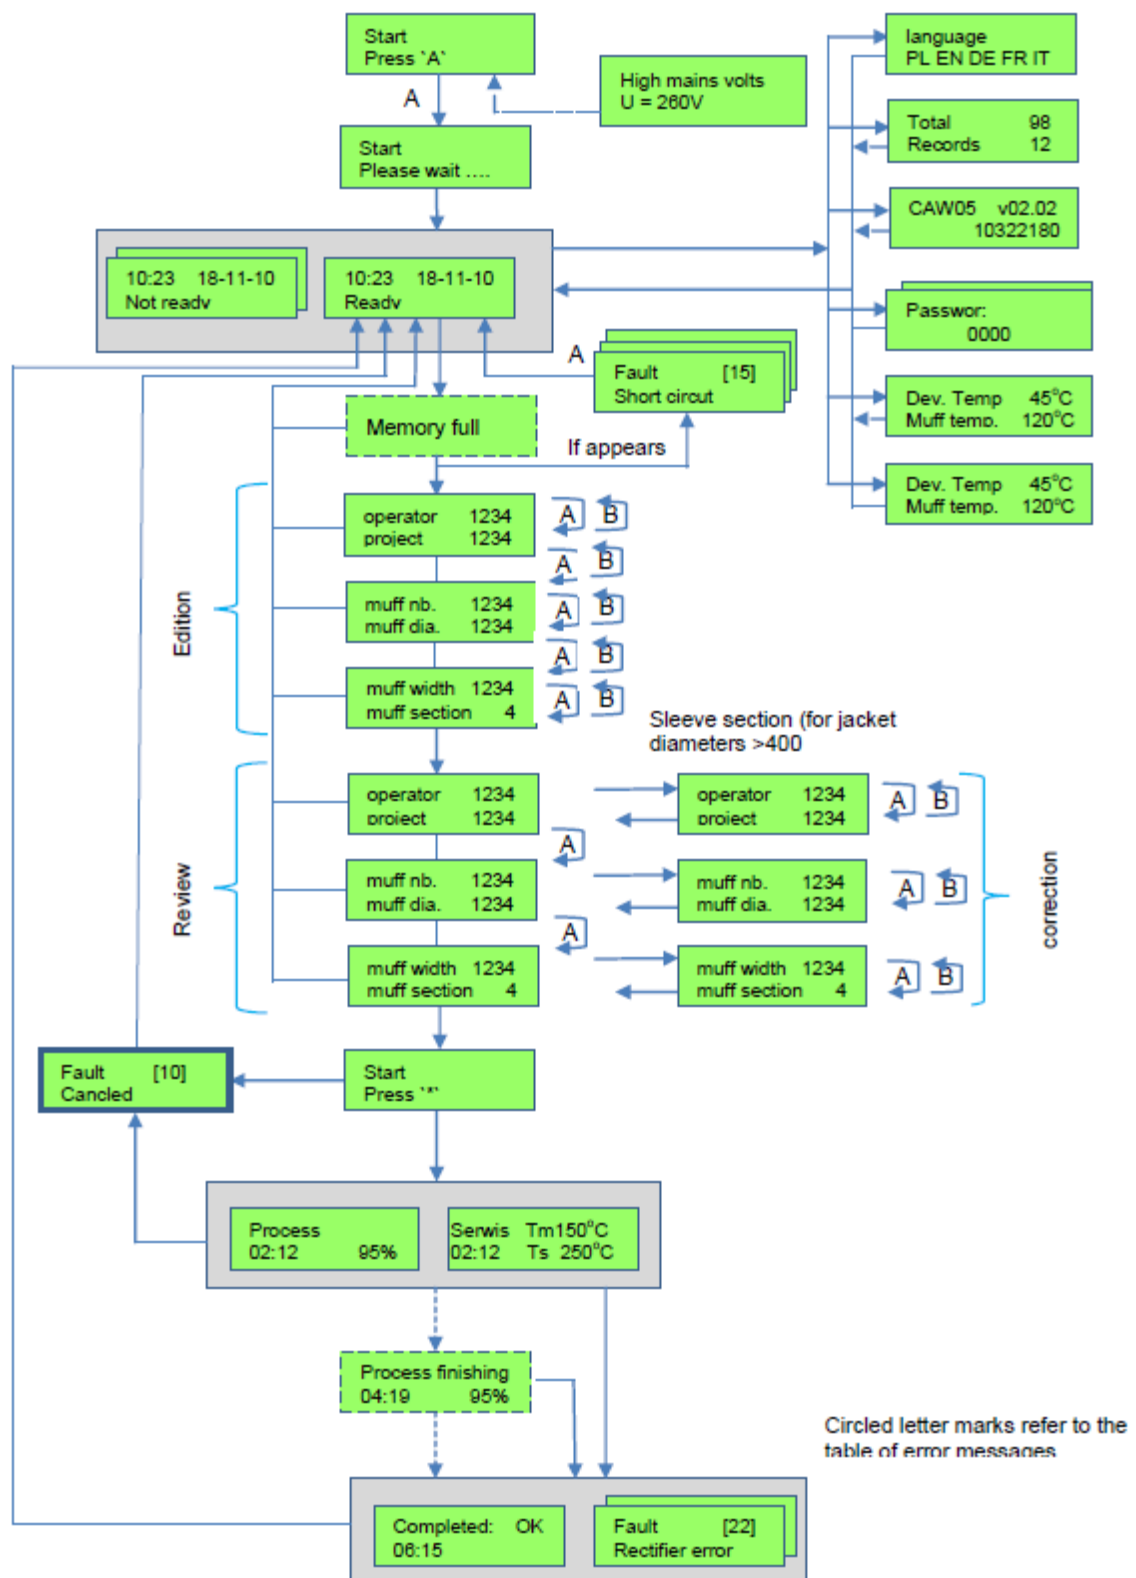 Start
Press `A`
language
PL EN DE FR IT
High mains volts
U = 260V
A
Total 98
Records 12
Start
Please wait ....
CAW05 v02.02
10322180
10:23 18-11-10
Not ready
10:23 18-11-10
Ready
Passwor:
0000
A
Fault [15]
Short circut
Dev. Temp 45°C
Muff temp. 120°C
Memory full
If appears
Dev. Temp 45°C
Muff temp. 120°C
Edition
operator 1234
project 1234
A B
A B
muff nb. 1234
muff dia. 1234
A B
A B
muff width 1234
muff section 4
A B
Sleeve section (for jacket
diameters >400
Review
operator 1234
project 1234
operator 1234
project 1234
A B
A
muff nb. 1234
muff dia. 1234
muff nb. 1234
muff dia. 1234
A B
correction
A
muff width 1234
muff section 4
muff width 1234
muff section 4
A B
Fault [10]
Cancled
Start
Press `*`
Process
02:12 95%
Serwis Tm150°C
02:12 Ts 250°C
Process finishing
04:19 95%
Circled letter marks refer to the
table of error messages
Completed: OK
06:15
Fault [22]
Rectifier error